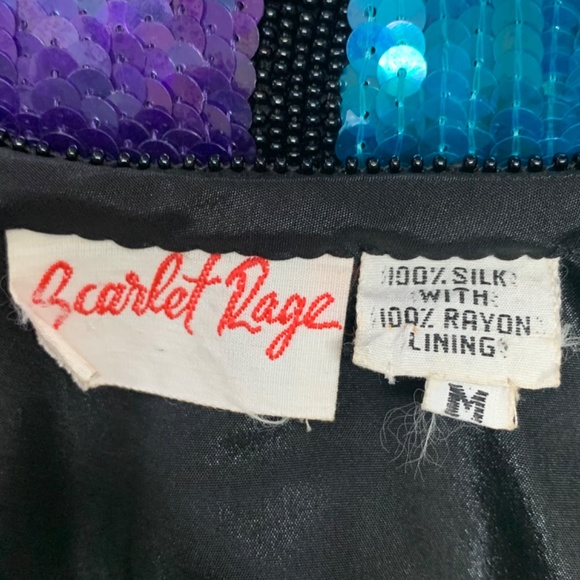 Scarlet Rage
100% SILK
WITH
100% RAYON
LINING
M